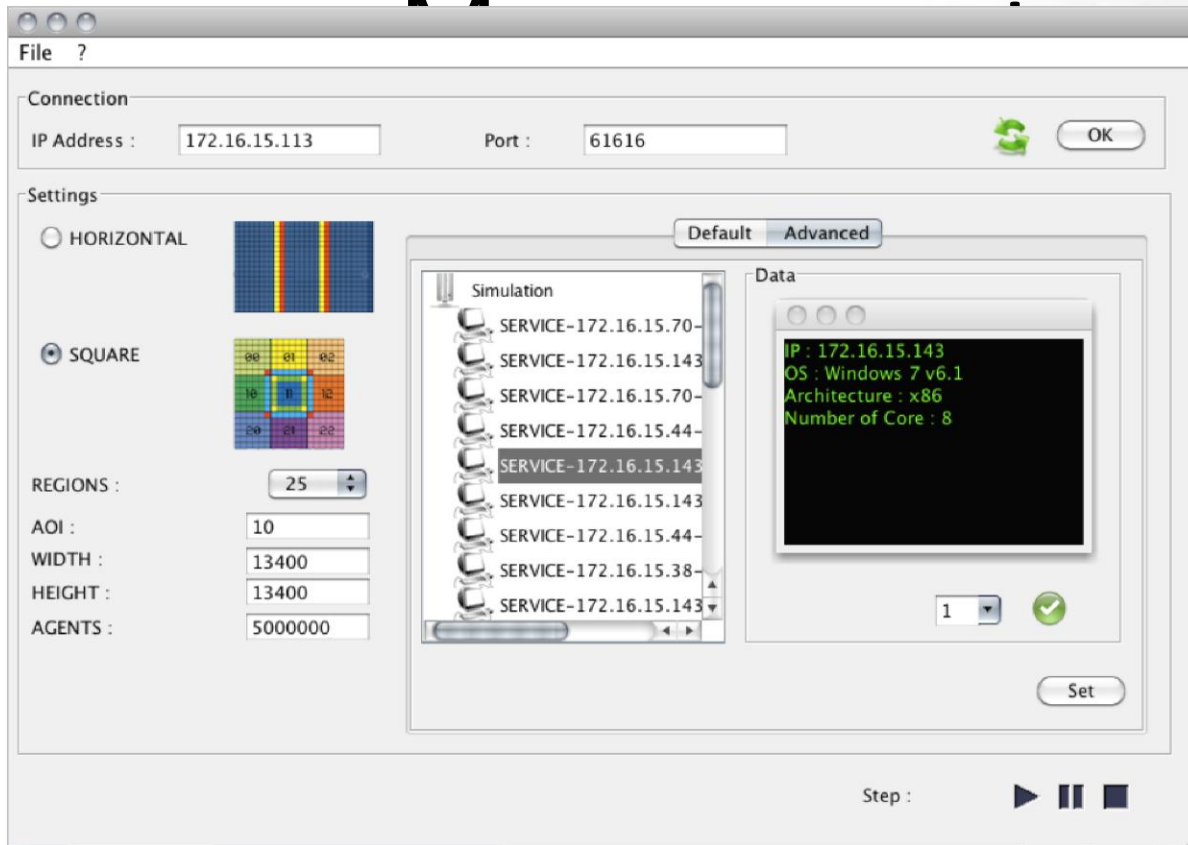 File ?
Connection
IP Address : 172.16.15.113 Port : 61616 OK
Settings
HORIZONTAL
SQUARE
00 01 02
10 11 12
20 21 22
REGIONS : 25
AOI : 10
WIDTH : 13400
HEIGHT : 13400
AGENTS : 5000000
Default Advanced
Simulation
SERVICE-172.16.15.70-
SERVICE-172.16.15.143
SERVICE-172.16.15.70-
SERVICE-172.16.15.44-
SERVICE-172.16.15.143
SERVICE-172.16.15.143
SERVICE-172.16.15.44-
SERVICE-172.16.15.38-
SERVICE-172.16.15.143
Data
IP : 172.16.15.143
OS : Windows 7 v6.1
Architecture : x86
Number of Core : 8
1
Set
Step :